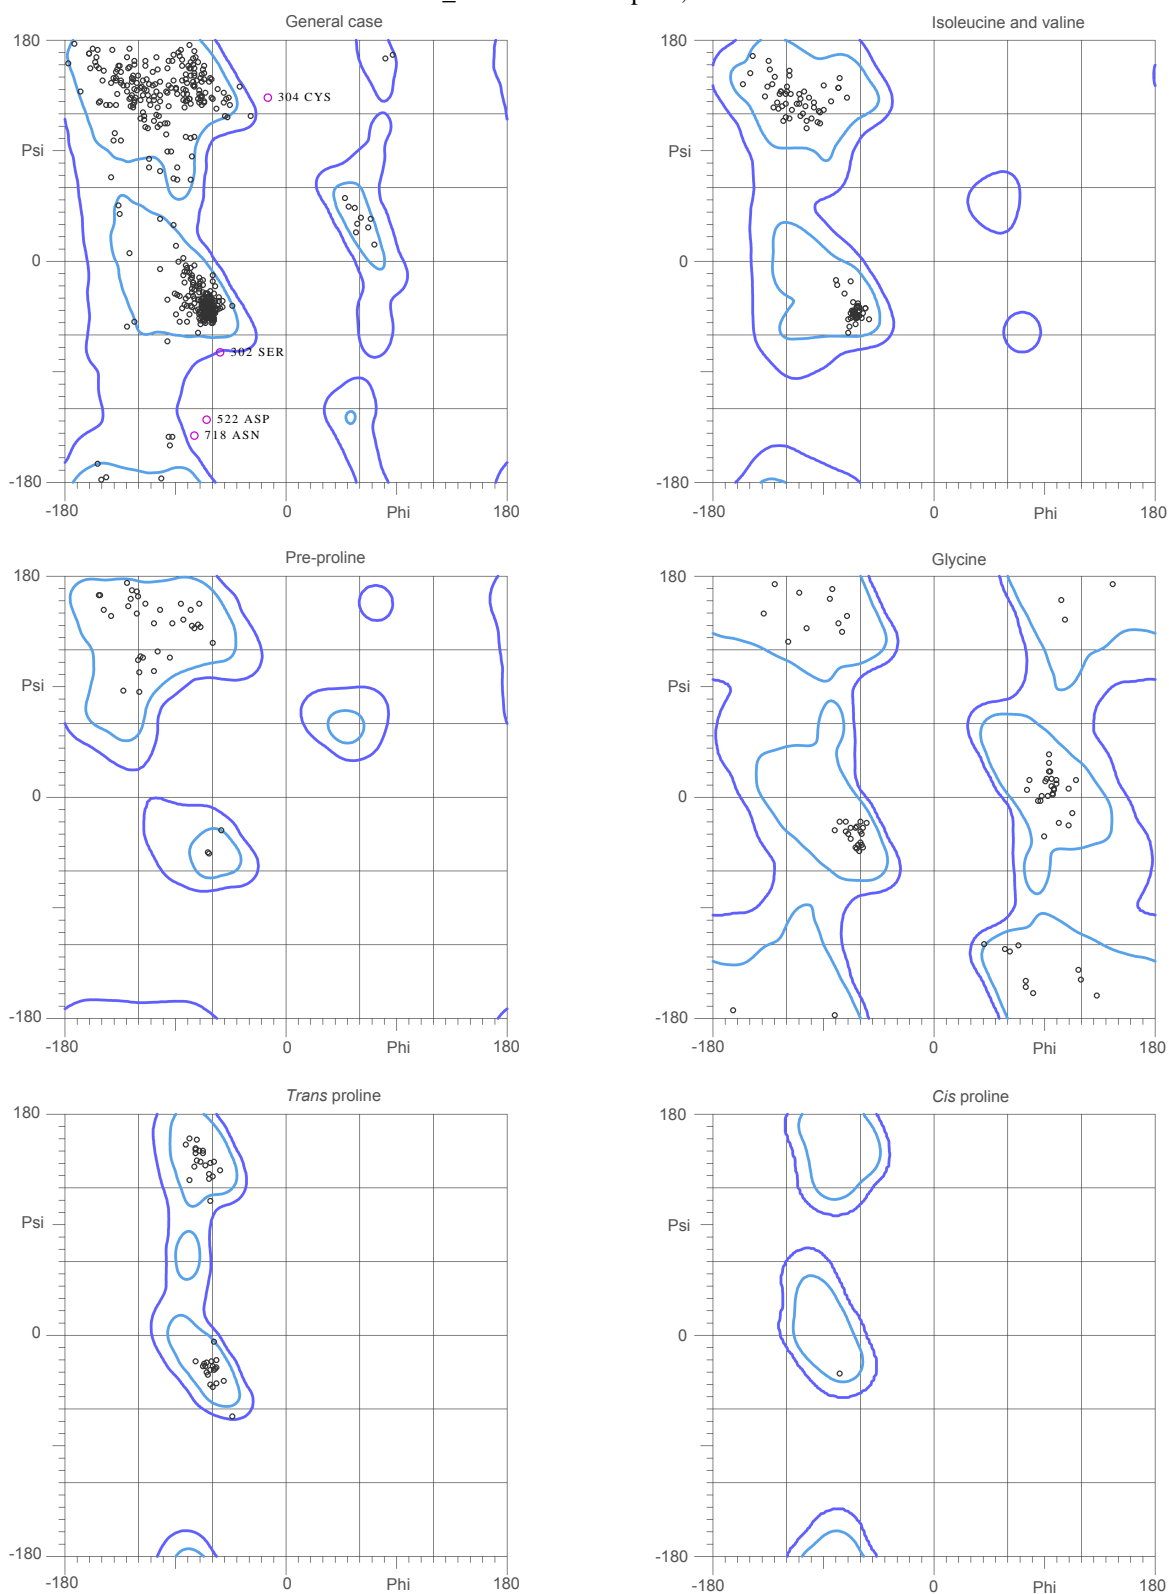 General case
Isoleucine and valine
180
180
304 CYS
Psi
Psi
0
0
302 SER
522 ASP
718 ASN
-180
-180
-180
0
Phi
180
-180
0
Phi
180
Pre-proline
Glycine
180
180
Psi
Psi
0
0
-180
-180
-180
0
Phi
180
-180
0
Phi
180
Trans proline
Cis proline
180
180
Psi
Psi
0
0
-180
-180
-180
0
Phi
180
-180
0
Phi
180